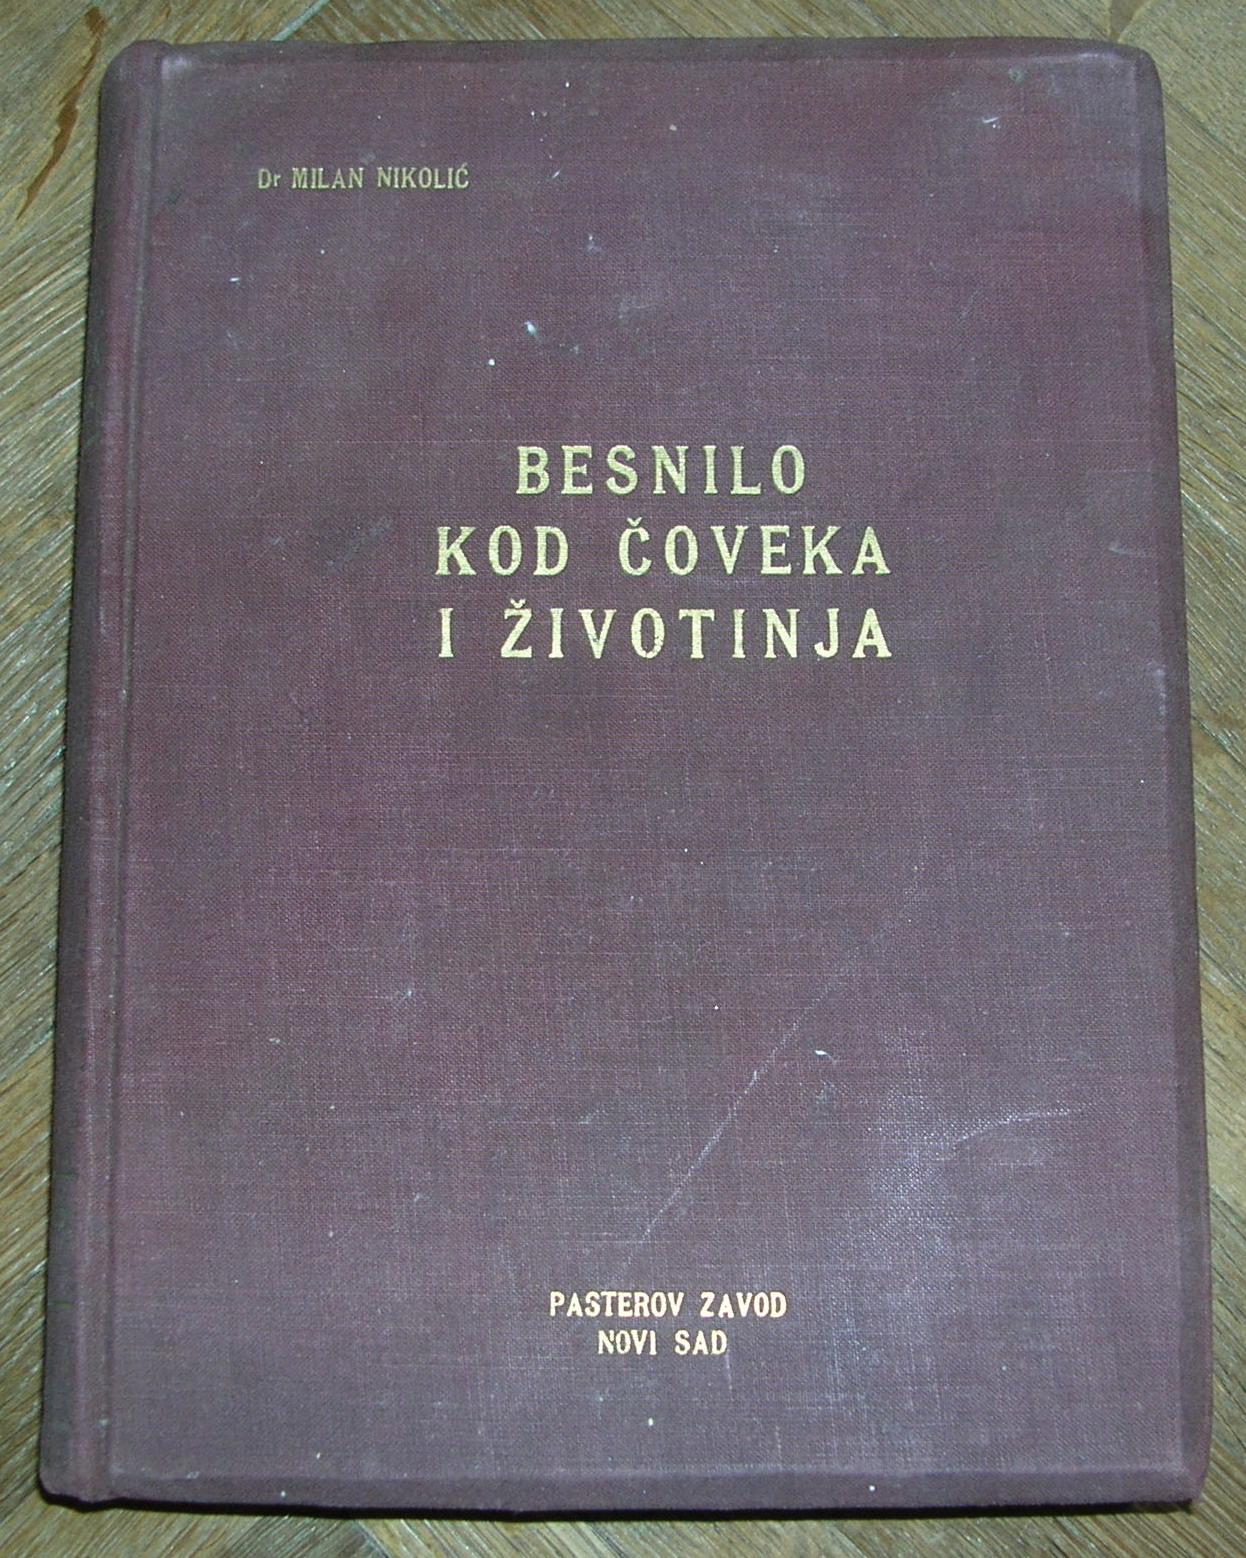 Dr MILAN NIKOLIĆ
BESNILO
KOD ČOVEKA
I ŽIVOTINJA
PASTEROV ZAVOD
NOVI SAD